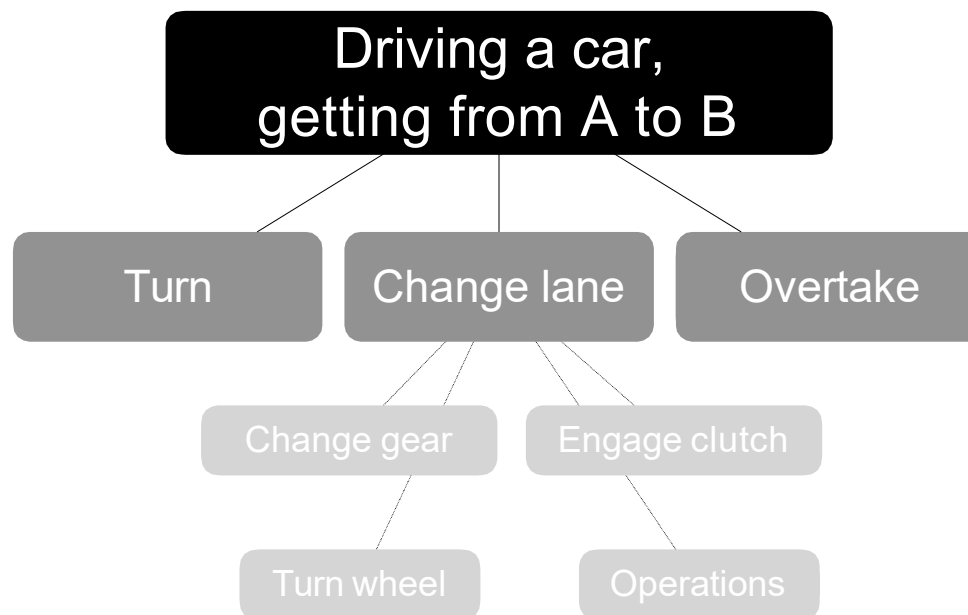 Driving a car,
getting from A to B
Turn
Change lane
Overtake
Change gear
Engage clutch
Turn wheel
Operations